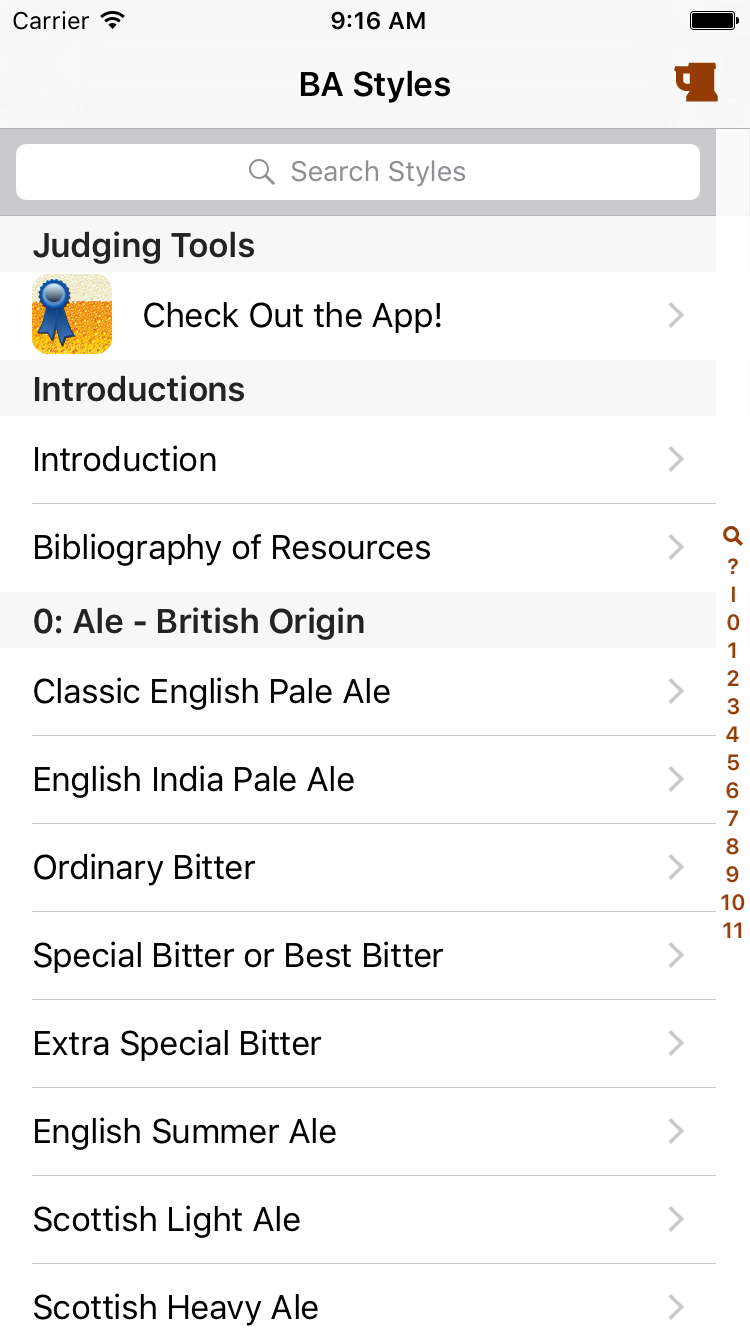 Carrier 9:16 AM
BA Styles
Search Styles
Judging Tools
Check Out the App!
Introductions
Introduction
Bibliography of Resources
0: Ale - British Origin
Classic English Pale Ale
English India Pale Ale
Ordinary Bitter
Special Bitter or Best Bitter
Extra Special Bitter
English Summer Ale
Scottish Light Ale
Scottish Heavy Ale
?
I
0
1
2
3
4
5
6
7
8
9
10
11